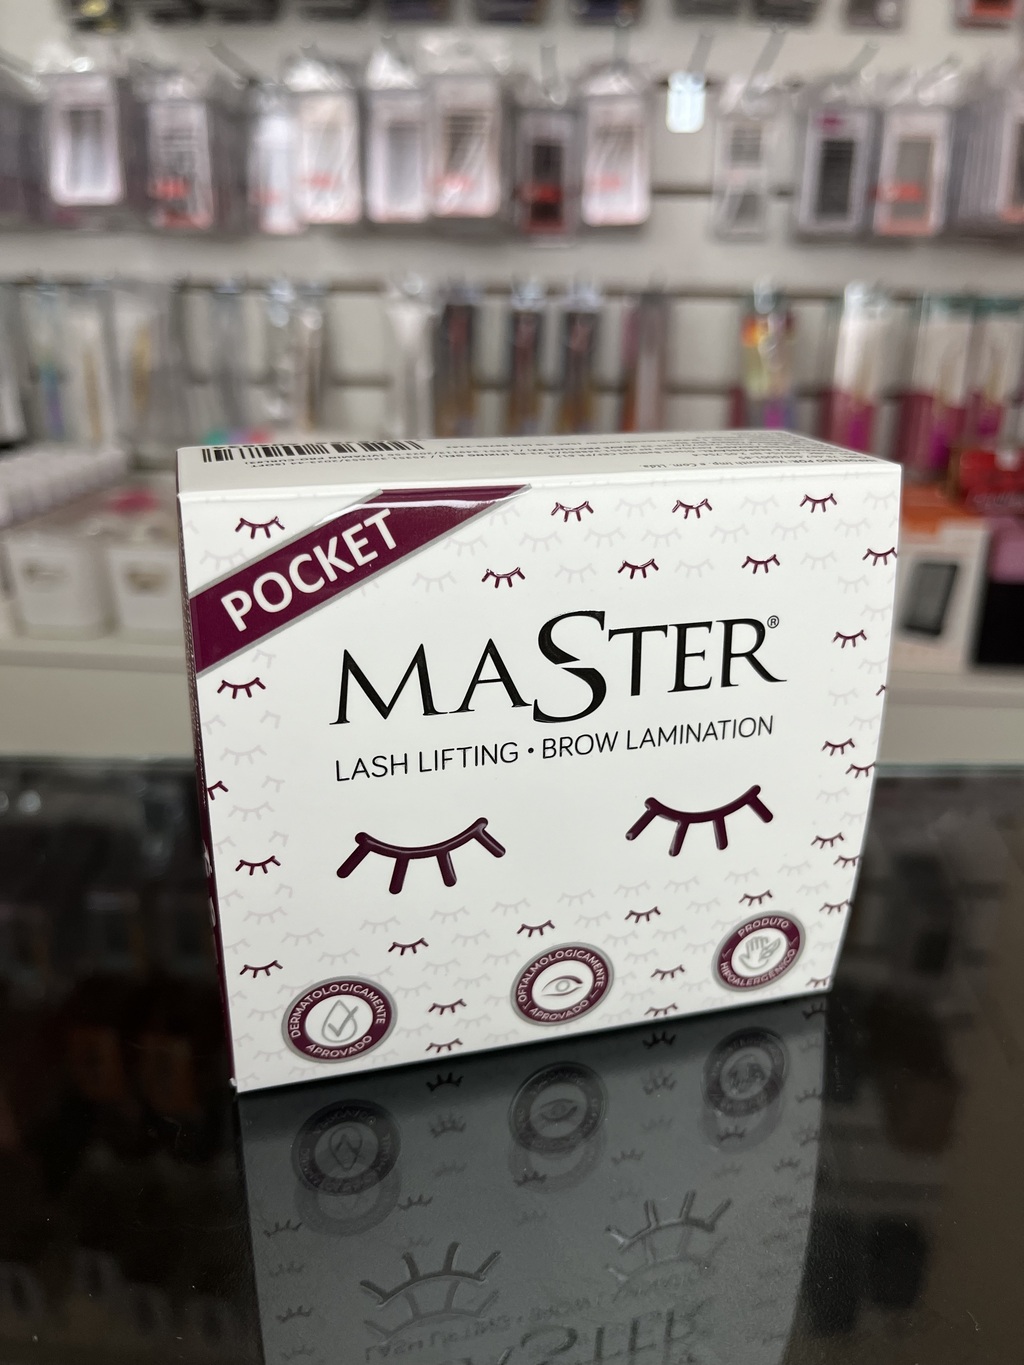 POCKET
MASTER®
LASH LIFTING • BROW LAMINATION
DERMATOLOGICAMENTE
APROVADO
OFTALMOLOGICAMENTE
APROVADO
PRODUTO
HIPOALERGÊNICO